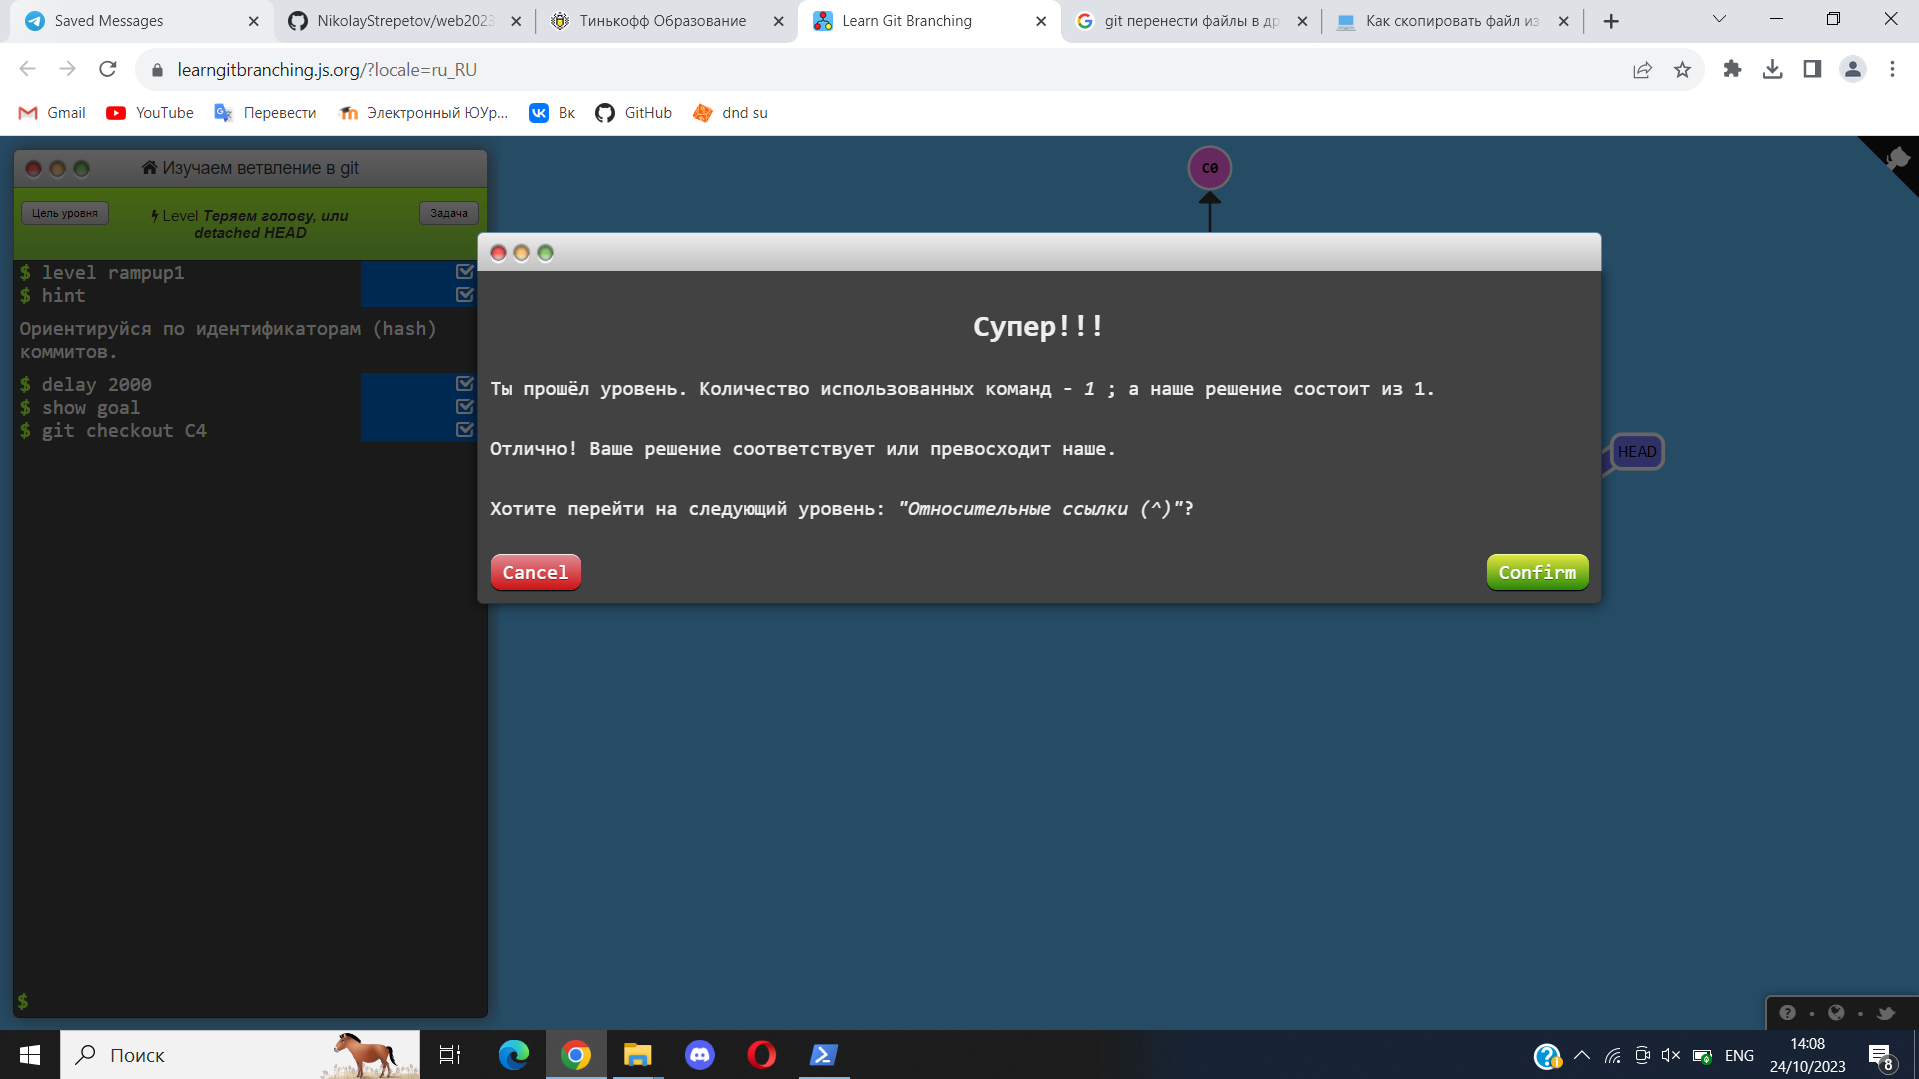 Saved Messages
NikolayStrepetov/web2023
Тинькофф Образование
Learn Git Branching
git перенести файлы в др
Как скопировать файл из
learngitbranching.js.org/?locale=ru_RU
Gmail
YouTube
Перевести
Электронный ЮУр...
Вк
GitHub
dnd su
Изучаем ветвление в git
Цель уровня
Level Теряем голову, или
detached HEAD
Задача
$ level rampup1
$ hint
Ориентируйся по идентификаторам (hash)
коммитов.
$ delay 2000
$ show goal
$ git checkout C4
$
C0
HEAD
Супер!!!
Ты прошёл уровень. Количество использованных команд - 1 ; а наше решение состоит из 1.
Отлично! Ваше решение соответствует или превосходит наше.
Хотите перейти на следующий уровень: "Относительные ссылки (^)"?
Cancel
Confirm
Поиск
ENG
14:08
24/10/2023
8